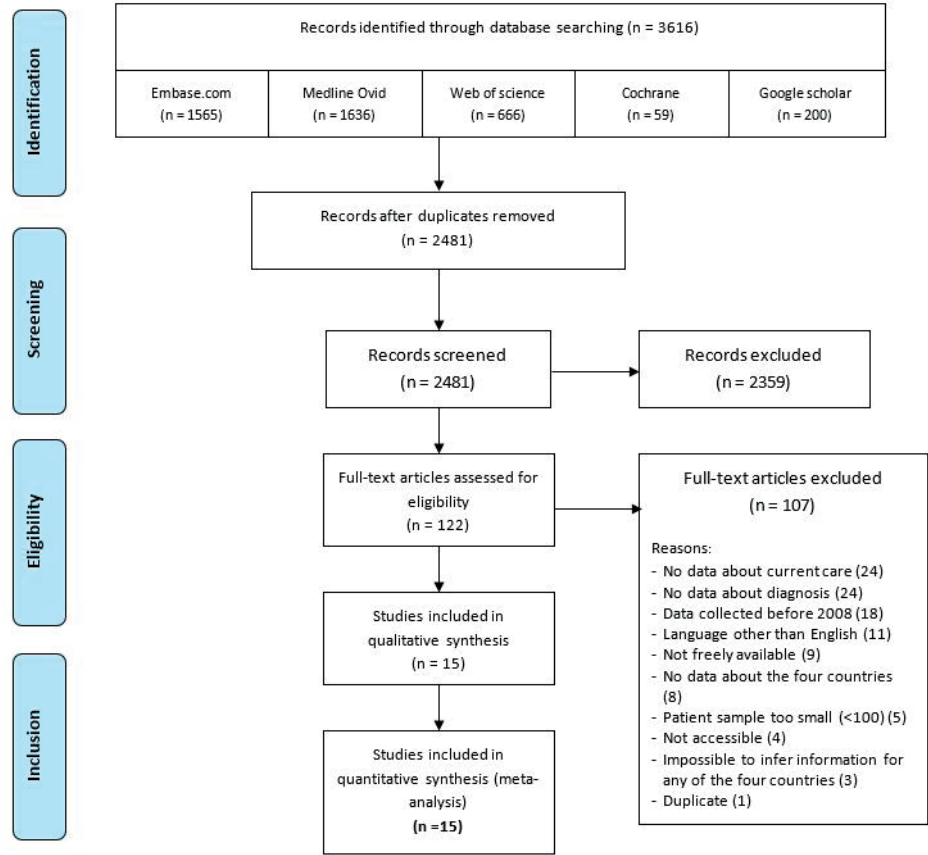 Identification
Records identified through database searching (n = 3616)
Embase.com
(n = 1565)
Medline Ovid
(n = 1636)
Web of science
(n = 666)
Cochrane
(n = 59)
Google scholar
(n = 200)
Records after duplicates removed
(n = 2481)
Screening
Records screened
(n = 2481)
Records excluded
(n = 2359)
Eligibility
Full-text articles assessed for
eligibility
(n = 122)
Full-text articles excluded
(n = 107)
Reasons:
- No data about current care (24)
- No data about diagnosis (24)
- Data collected before 2008 (18)
- Language other than English (11)
- Not freely available (9)
- No data about the four countries
(8)
- Patient sample too small (<100) (5)
- Not accessible (4)
- Impossible to infer information for
any of the four countries (3)
- Duplicate (1)
Studies included in
qualitative synthesis
(n = 15)
Inclusion
Studies included in
quantitative synthesis (meta-
analysis)
(n =15)